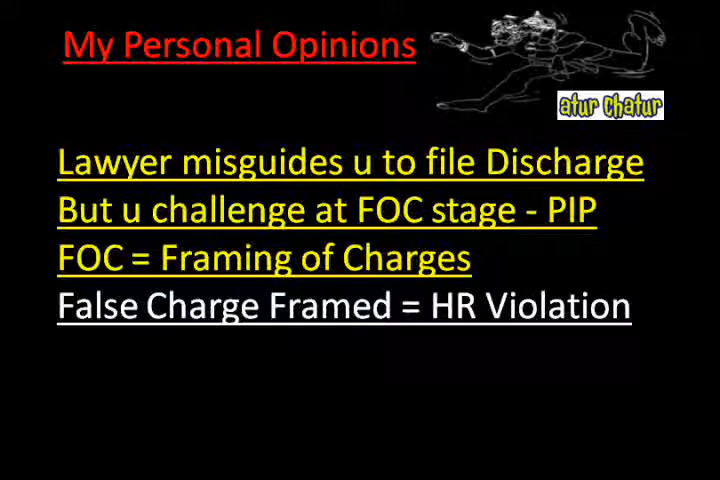 My Personal Opinions
atur chatur
Lawyer misguides u to file Discharge
But u challenge at FOC stage - PIP
FOC = Framing of Charges
False Charge Framed = HR Violation